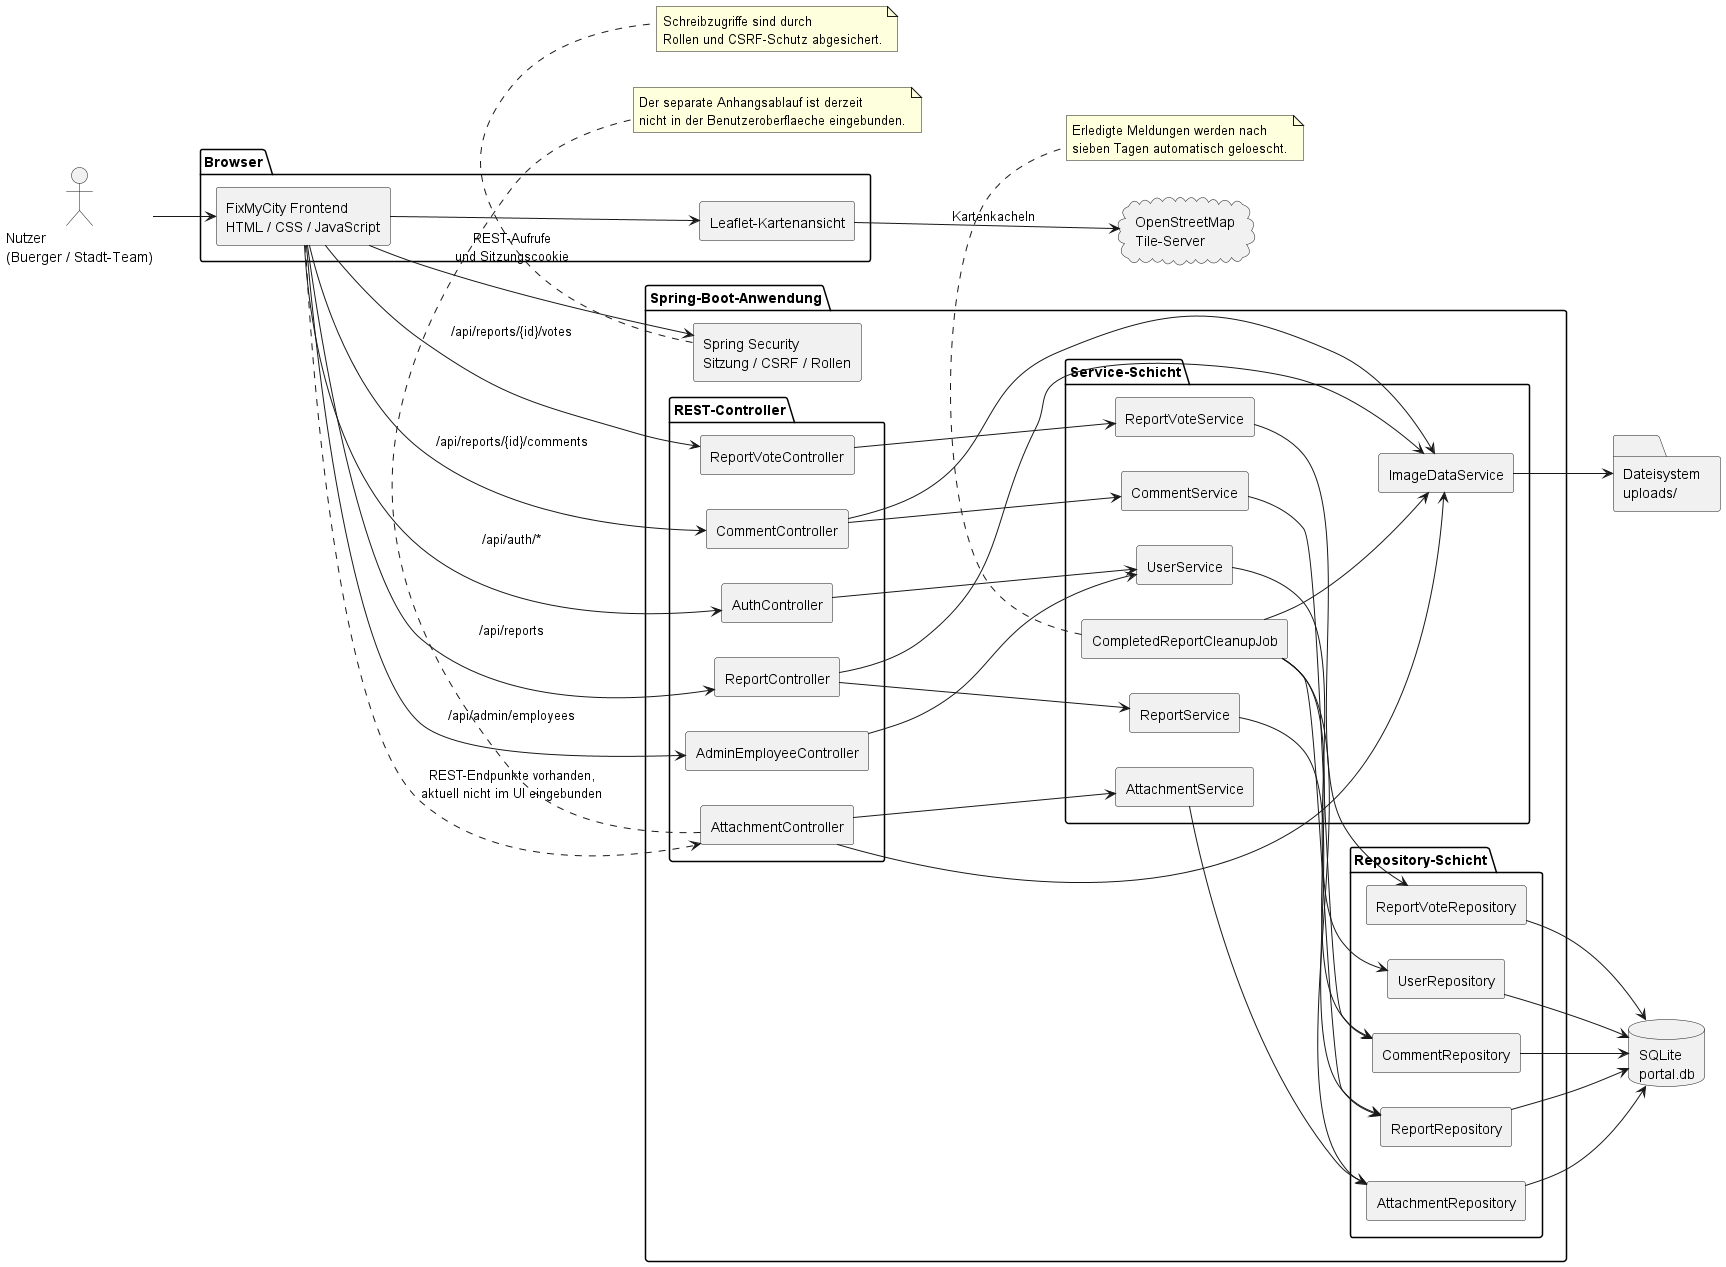 Schreibzugriffe sind durch
Rollen und CSRF-Schutz abgesichert.
Der separate Anhangsablauf ist derzeit
nicht in der Benutzeroberflaeche eingebunden.
Erledigte Meldungen werden nach
sieben Tagen automatisch geloescht.
Browser
FixMyCity Frontend
HTML / CSS / JavaScript
Leaflet-Kartenansicht
Kartenkacheln
OpenStreetMap
Tile-Server
Nutzer
(Buerger / Stadt-Team)
REST-Aufrufe
und Sitzungscookie
Spring-Boot-Anwendung
Spring Security
Sitzung / CSRF / Rollen
/api/reports/{id}/votes
/api/reports/{id}/comments
/api/auth/*
/api/reports
/api/admin/employees
REST-Endpunkte vorhanden,
aktuell nicht im UI eingebunden
REST-Controller
ReportVoteController
CommentController
AuthController
ReportController
AdminEmployeeController
AttachmentController
Service-Schicht
ReportVoteService
CommentService
UserService
CompletedReportCleanupJob
ReportService
AttachmentService
ImageDataService
Dateisystem
uploads/
Repository-Schicht
ReportVoteRepository
UserRepository
CommentRepository
ReportRepository
AttachmentRepository
SQLite
portal.db